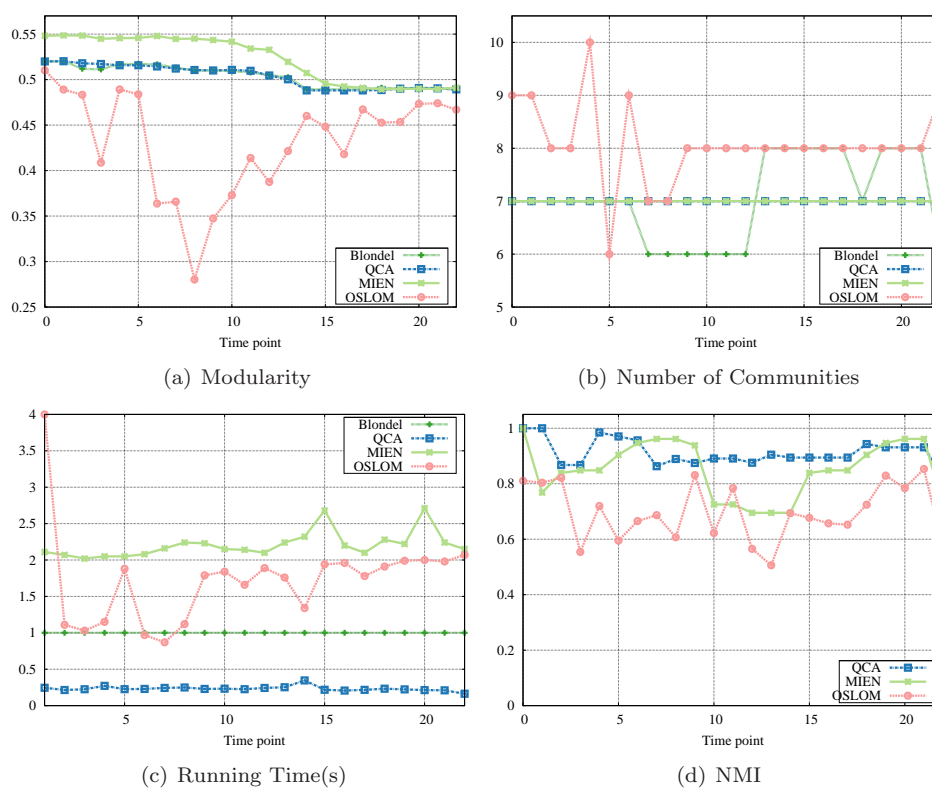 0.55
0.5
0.45
0.4
0.35
0.3
0.25
0 5 10 15 20
Time point
Blondel
QCA
MIEN
OSLOM
(a) Modularity
10
9
8
7
6
5
0 5 10 15 20
Time point
Blondel
QCA
MIEN
OSLOM
(b) Number of Communities
4
3.5
3
2.5
2
1.5
1
0.5
0
5 10 15 20
Time point
Blondel
QCA
MIEN
OSLOM
(c) Running Time(s)
1
0.8
0.6
0.4
0.2
0
0 5 10 15 20
Time point
QCA
MIEN
OSLOM
(d) NMI